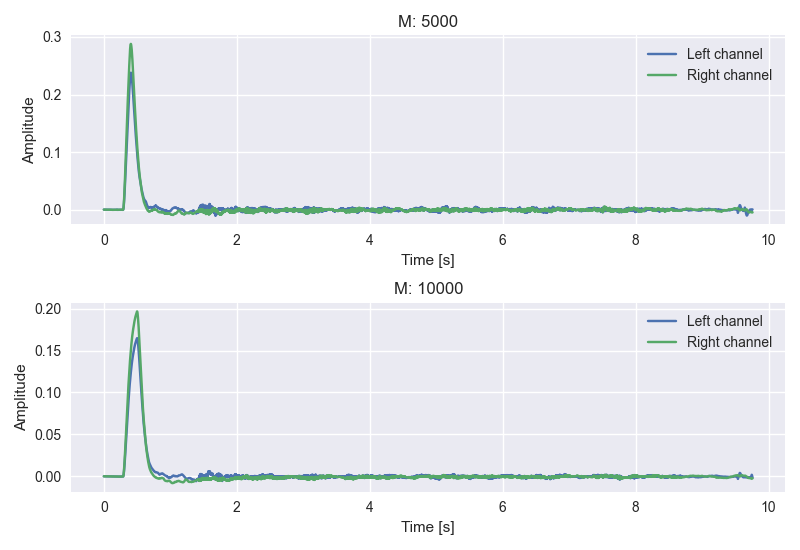 M: 5000
0.3
0.2
0.1
0.0
Amplitude
Left channel
Right channel
0 2 4 6 8 10
Time [s]
M: 10000
0.20
0.15
0.10
0.05
0.00
Amplitude
Left channel
Right channel
0 2 4 6 8 10
Time [s]